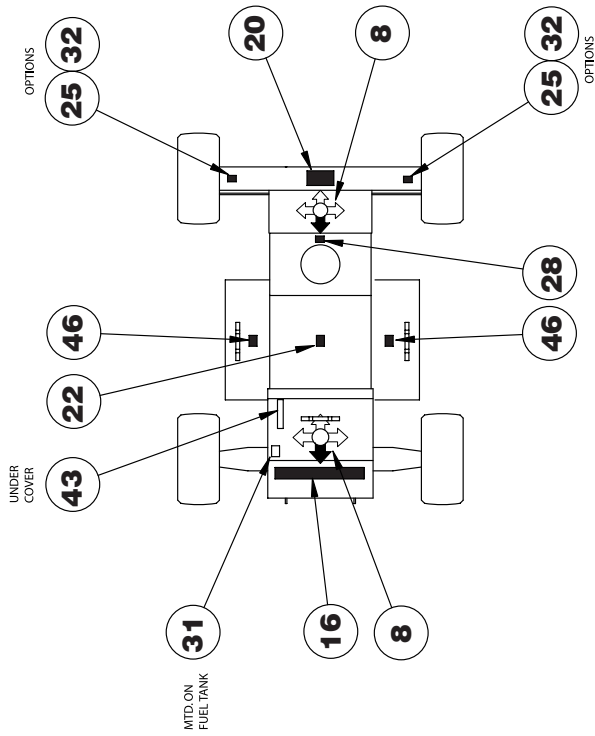 OPTIONS
32
25
20
8
32
25
OPTIONS
46
22
UNDER
COVER
43
28
46
31
MTD. ON
FUEL TANK
16
8